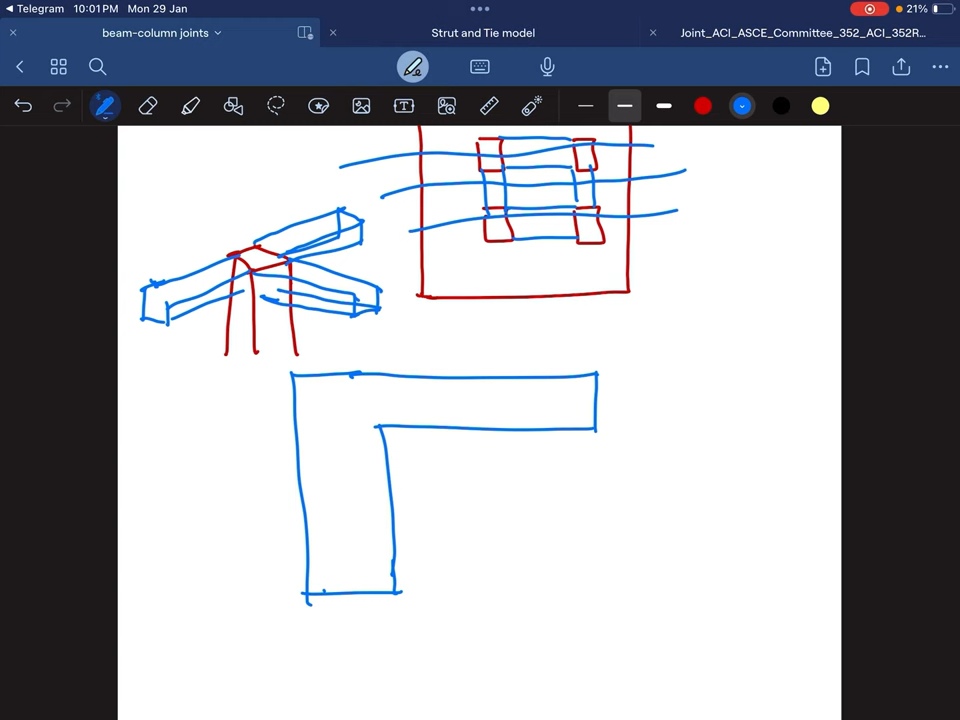 Telegram 10:01PM Mon 29 Jan 21%
beam-column joints
Strut and Tie model
Joint_ACI_ASCE_Committee_352_ACI_352R...
T